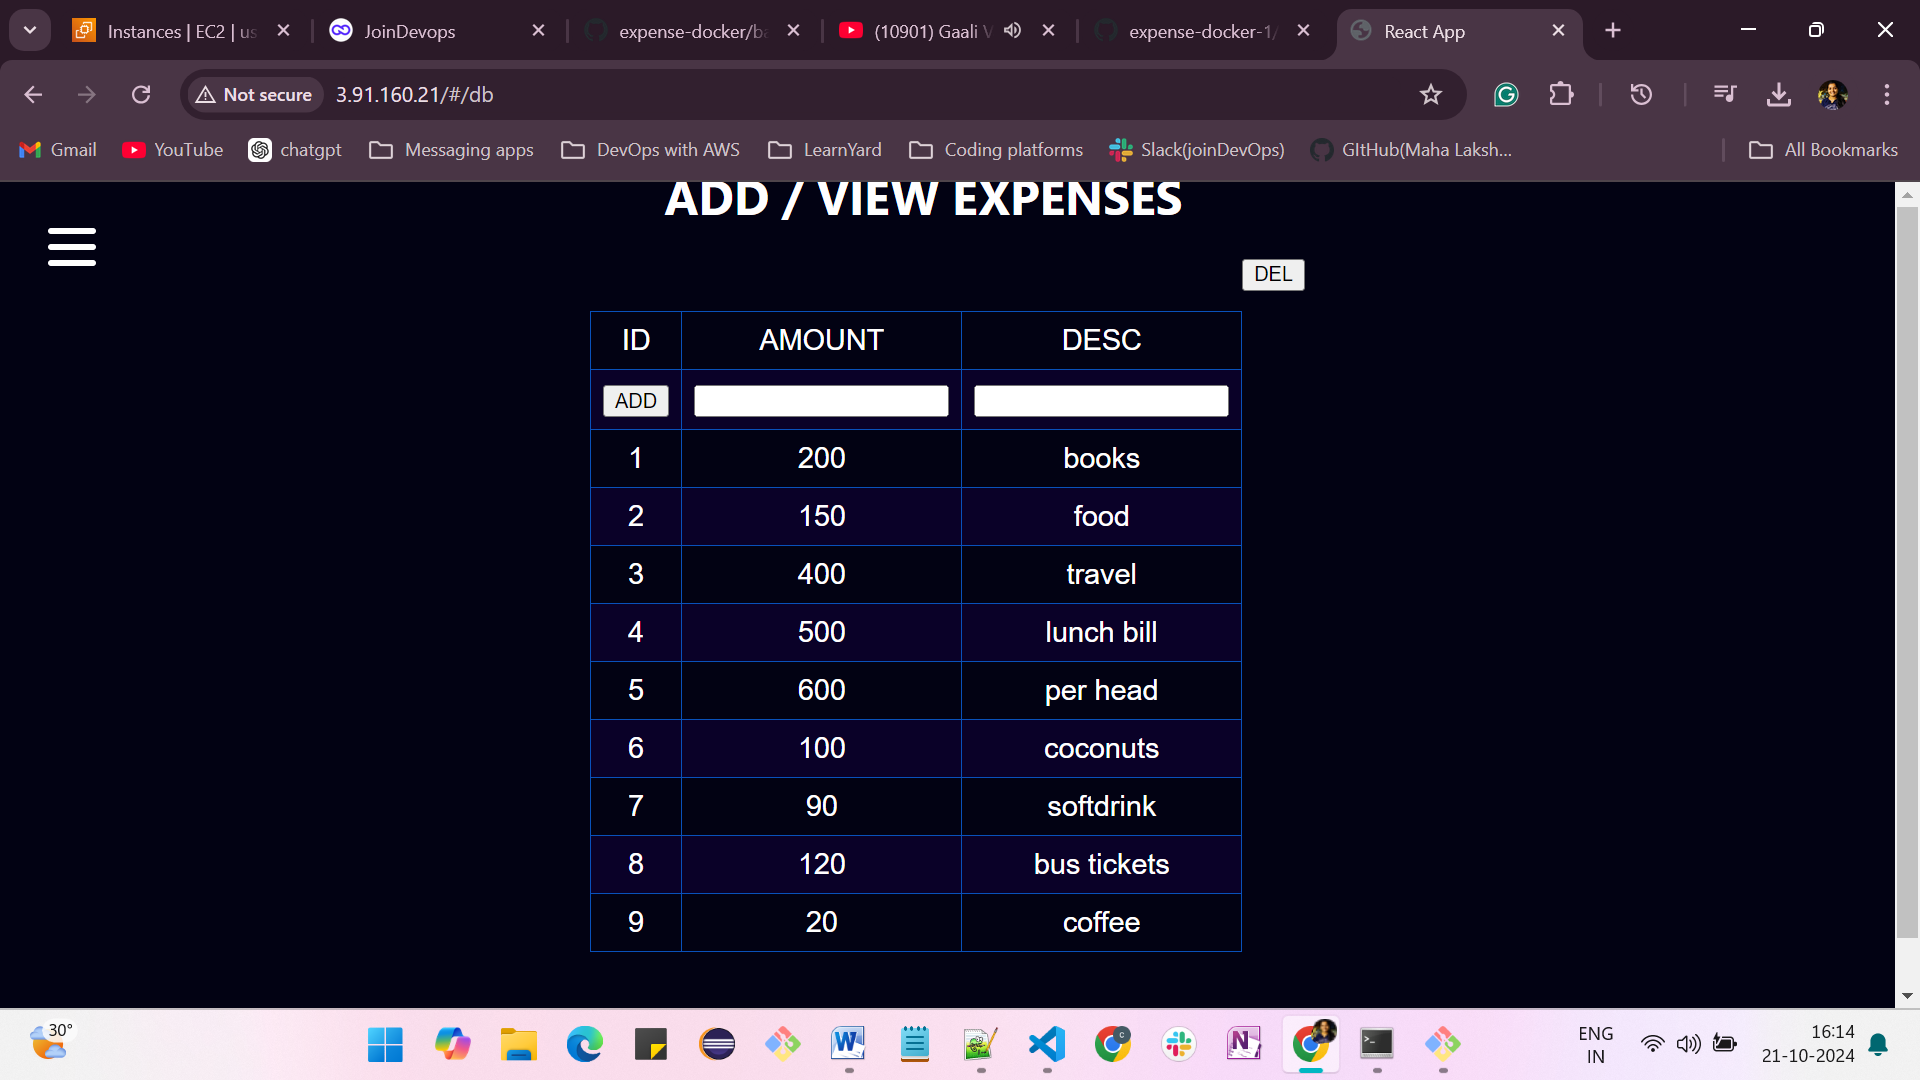 Instances | EC2 | us
JoinDevops
expense-docker/ba
(10901) Gaali V
expense-docker-1/
React App
Not secure
3.91.160.21/#/db
Gmail
YouTube
chatgpt
Messaging apps
DevOps with AWS
LearnYard
Coding platforms
Slack(joinDevOps)
GItHub(Maha Laksh...
All Bookmarks
ADD / VIEW EXPENSES
DEL
ID AMOUNT DESC
ADD
1 200 books
2 150 food
3 400 travel
4 500 lunch bill
5 600 per head
6 100 coconuts
7 90 softdrink
8 120 bus tickets
9 20 coffee
30°
ENG
IN
16:14
21-10-2024